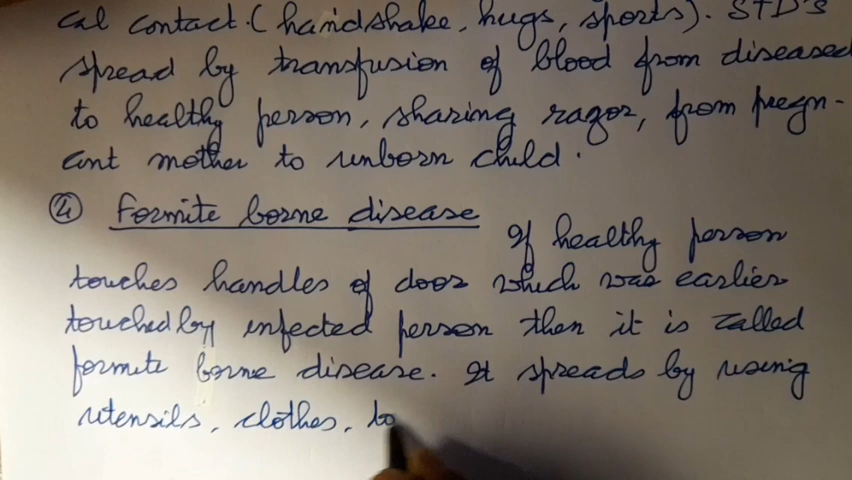 cal contact.( handshake, hugs, sports). STD's
spread by transfusion of blood from diseased
to healthy person, sharing razor, from pregn-
ant mother to unborn child.
④ Formite borne disease
If healthy person
touches handles of door which was earlier
touched by infected person then it is called
formite borne disease. It spreads by using
utensils, clothes, to